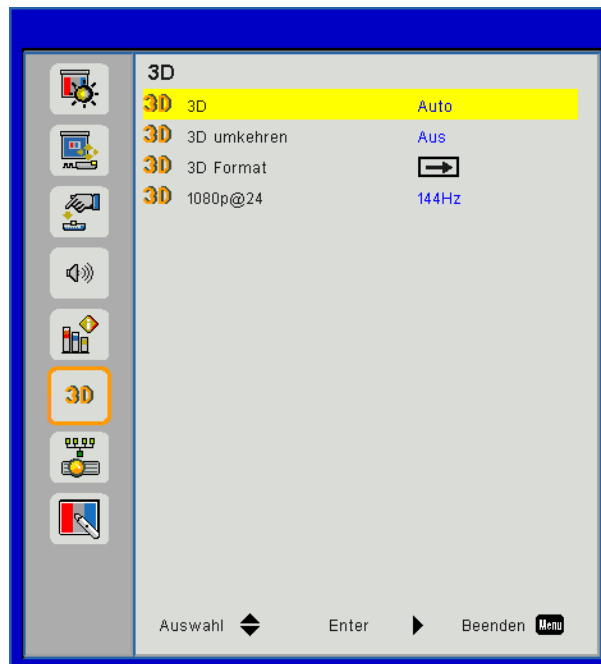 3D
3D 3D Auto
3D 3D umkehren Aus
3D 3D Format
3D 1080p@24 144Hz
3D
Auswahl Enter Beenden Menu